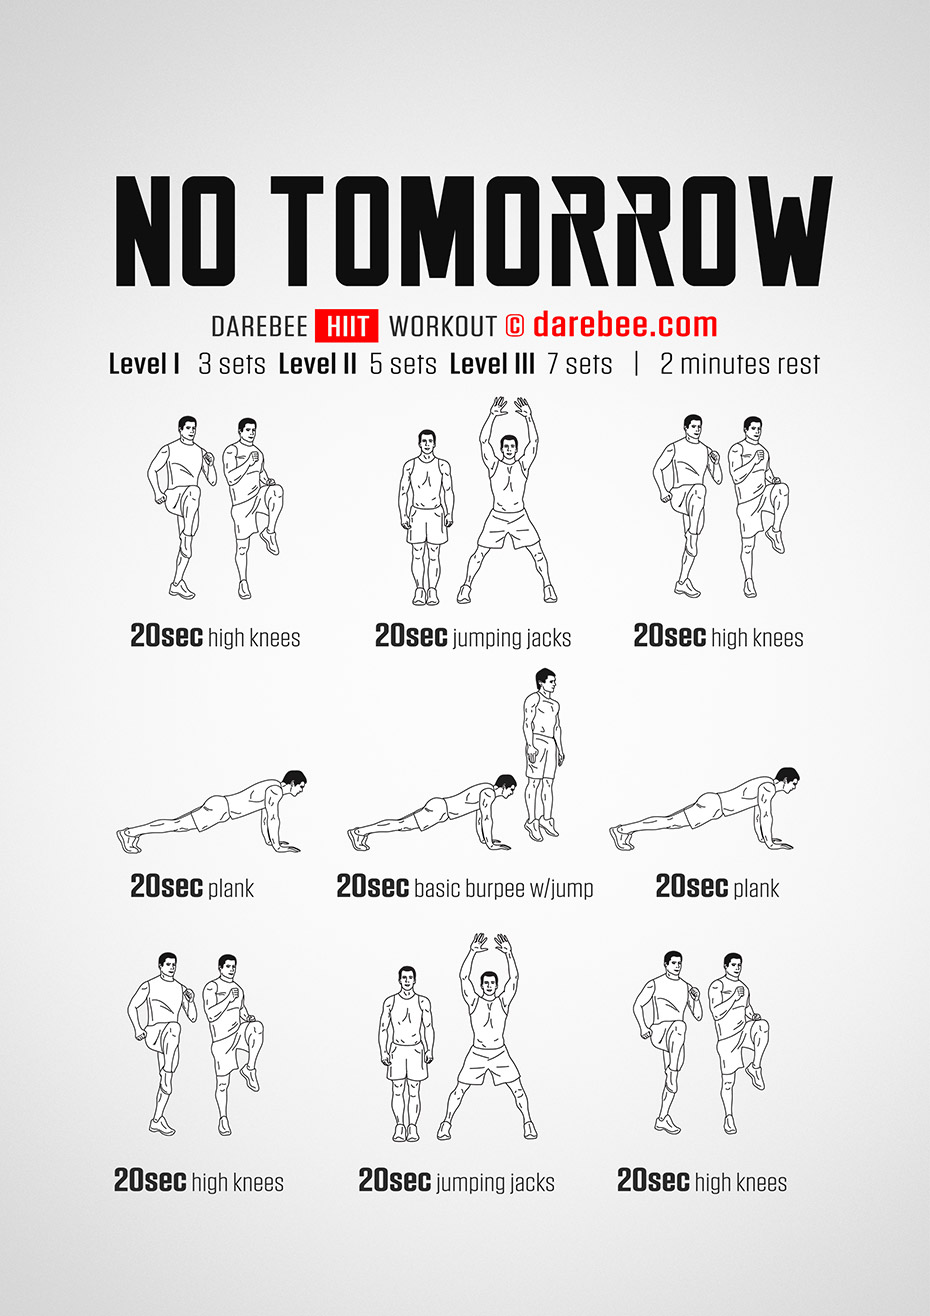 NO TOMORROW
DAREBEE HIIT WORKOUT © darebee.com
Level I 3 sets Level II 5 sets Level III 7 sets | 2 minutes rest
20sec high knees 20sec jumping jacks 20sec high knees
20sec plank 20sec basic burpee w/jump 20sec plank
20sec high knees 20sec jumping jacks 20sec high knees